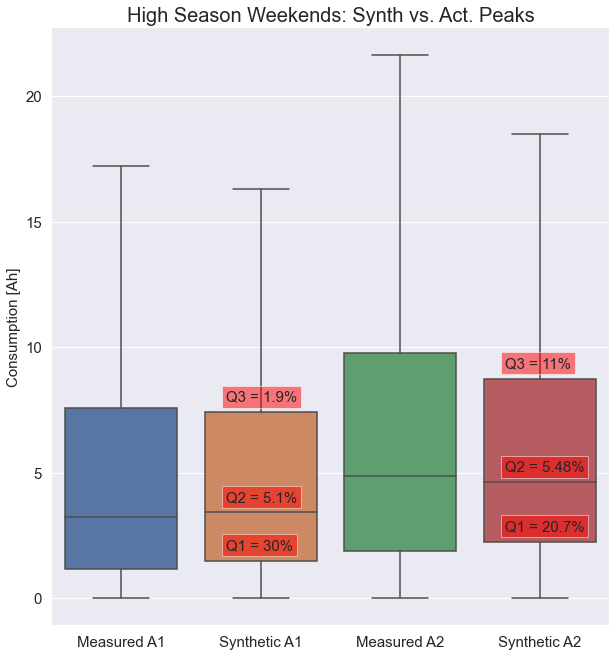 High Season Weekends: Synth vs. Act. Peaks
Consumption [Ah]
20
15
10
5
0
Q3 = 1.9%
Q2 = 5.1%
Q1 = 30%
Q3 = 11%
Q2 = 5.48%
Q1 = 20.7%
Measured A1
Synthetic A1
Measured A2
Synthetic A2